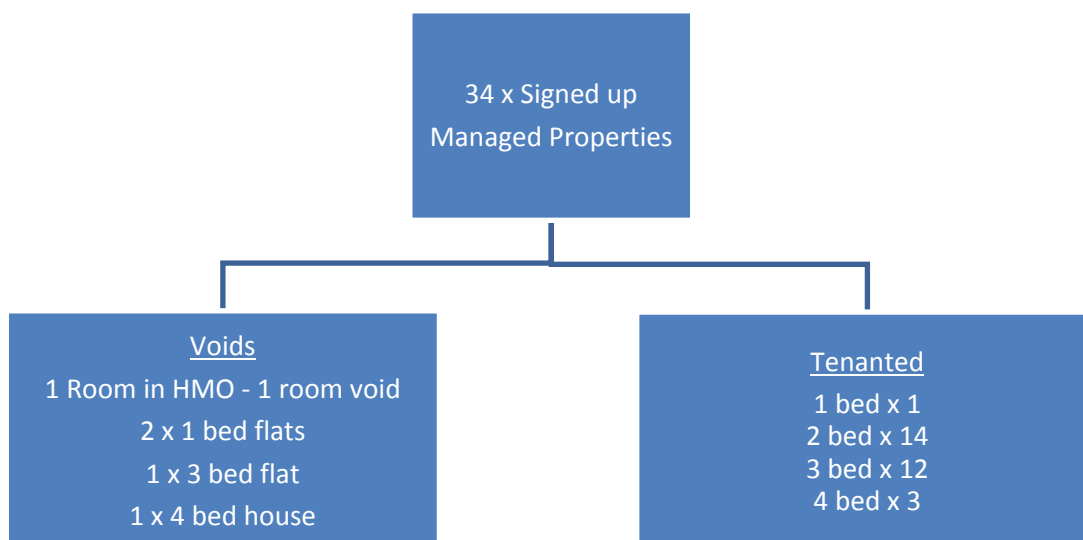 34 x Signed up
Managed Properties
Voids
1 Room in HMO - 1 room void
2 x 1 bed flats
1 x 3 bed flat
1 x 4 bed house
Tenanted
1 bed x 1
2 bed x 14
3 bed x 12
4 bed x 3